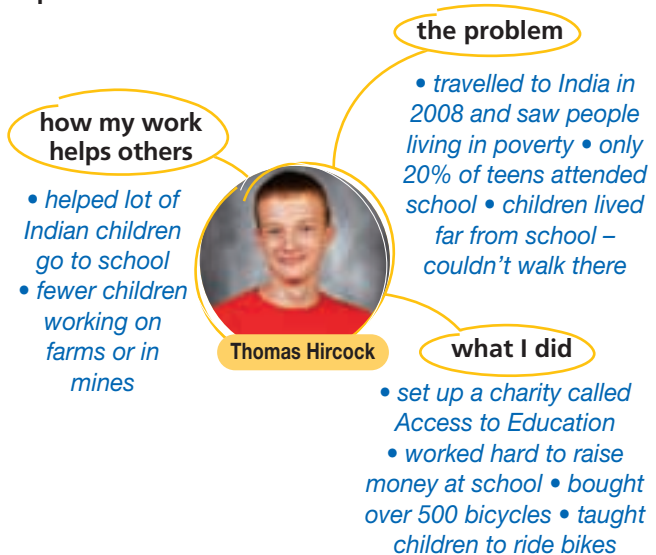 the problem
• travelled to India in
2008 and saw people
living in poverty • only
20% of teens attended
school • children lived
far from school –
couldn't walk there
how my work
helps others
• helped lot of
Indian children
go to school
• fewer children
working on
farms or in
mines
Thomas Hircock
what I did
• set up a charity called
Access to Education
• worked hard to raise
money at school • bought
over 500 bicycles • taught
children to ride bikes